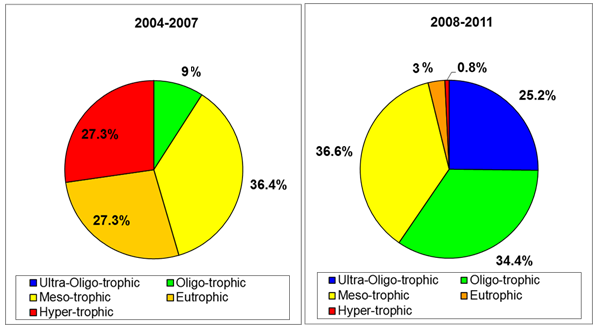 2004-2007
9%
27.3%
36.4%
27.3%
Ultra-Oligo-trophic Oligo-trophic
Meso-trophic Eutrophic
Hyper-trophic
2008-2011
3 % 0.8%
25.2%
36.6%
34.4%
Ultra-Oligo-trophic Oligo-trophic
Meso-trophic Eutrophic
Hyper-trophic